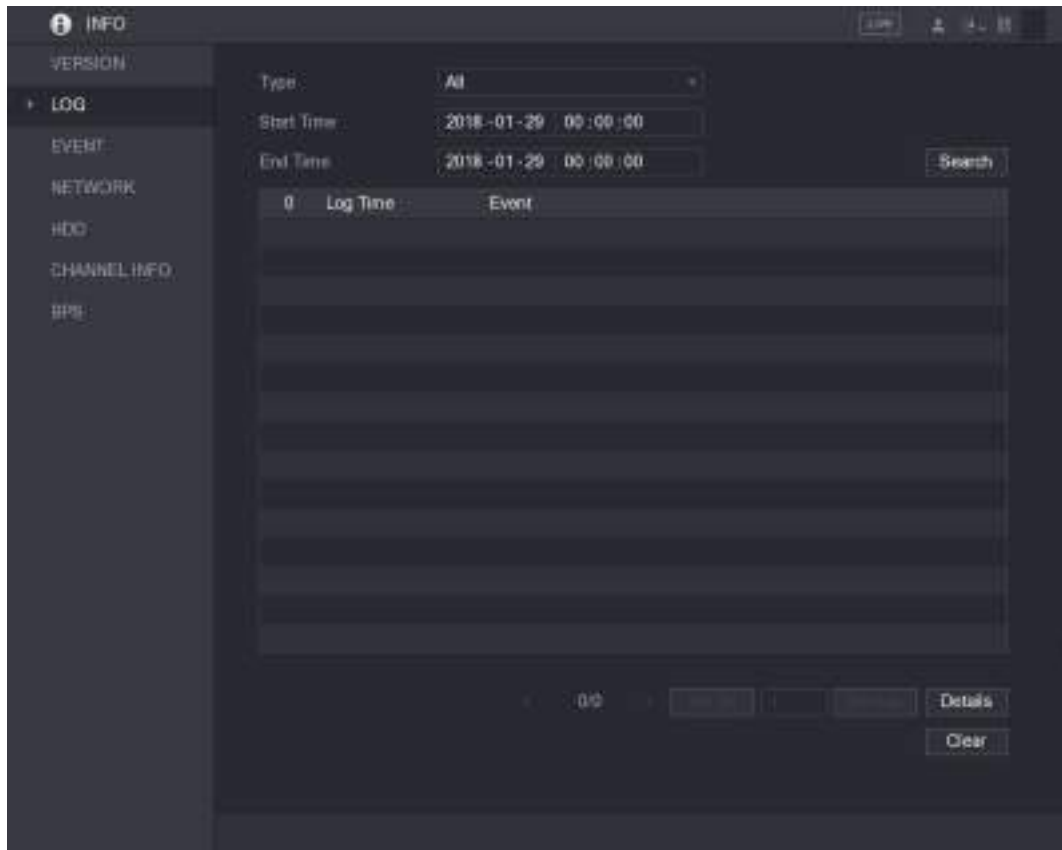 INFO
LIVE
VERSION
LOG
EVENT
NETWORK
HDD
CHANNEL INFO
BPS
Type All
Start Time 2018 -01 -29 00 :00 :00
End Time 2018 -01 -29 00 :00 :00
Search
0 Log Time Event
0/0
Details
Clear